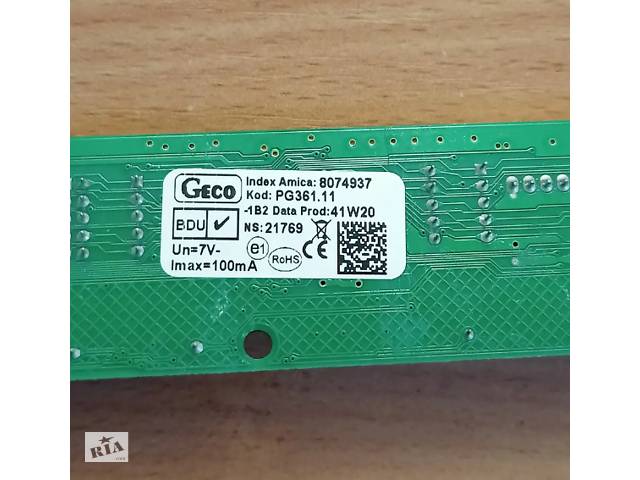 GECO
Index Amica: 8074937
Kod: PG361.11
-1B2 Data Prod:41W20
BDU ✓
NS:21769
e1
RoHS
CE
Un=7V-
Imax=100mA
RIA.com